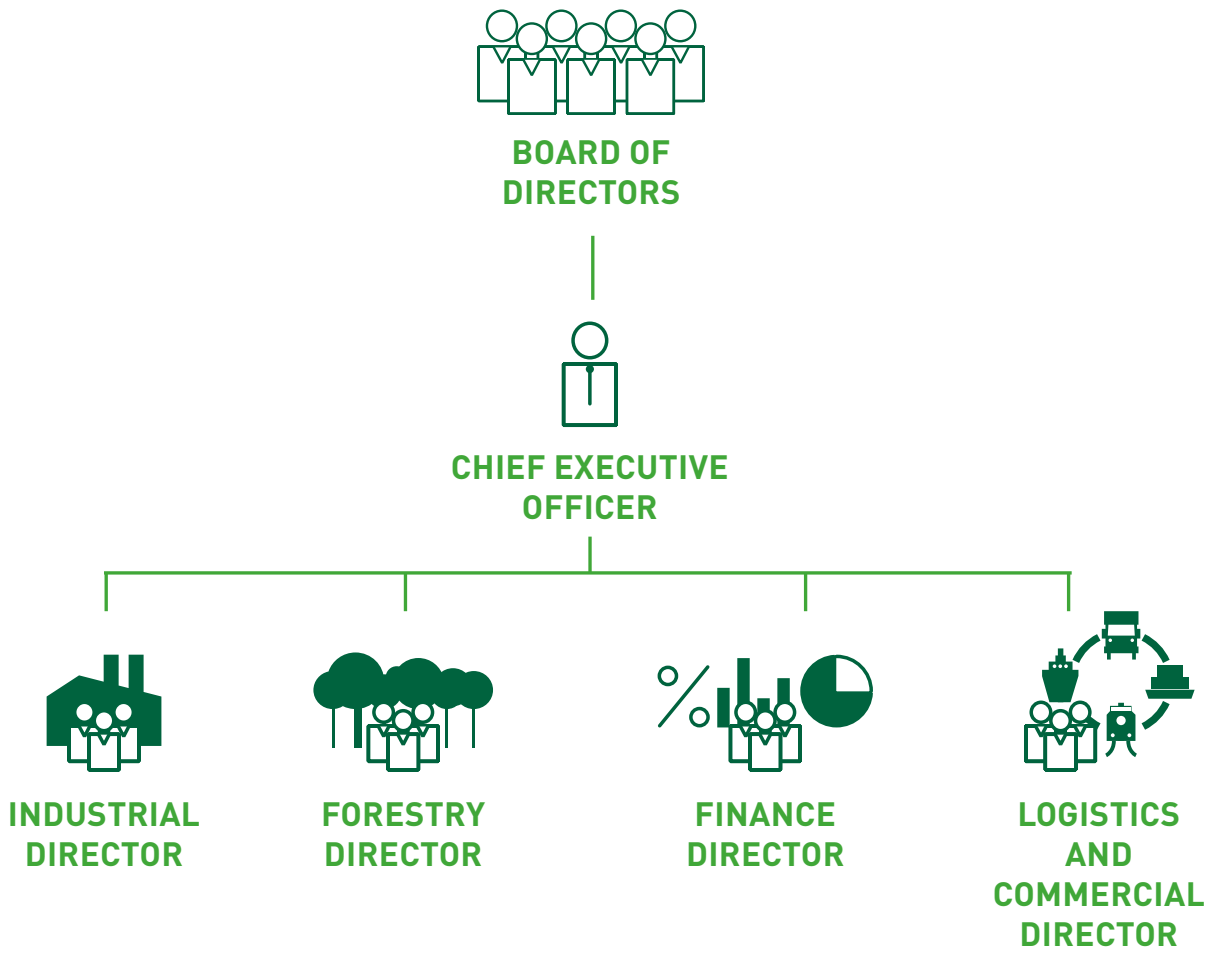 BOARD OF
DIRECTORS
CHIEF EXECUTIVE
OFFICER
INDUSTRIAL
DIRECTOR
FORESTRY
DIRECTOR
FINANCE
DIRECTOR
LOGISTICS
AND
COMMERCIAL
DIRECTOR